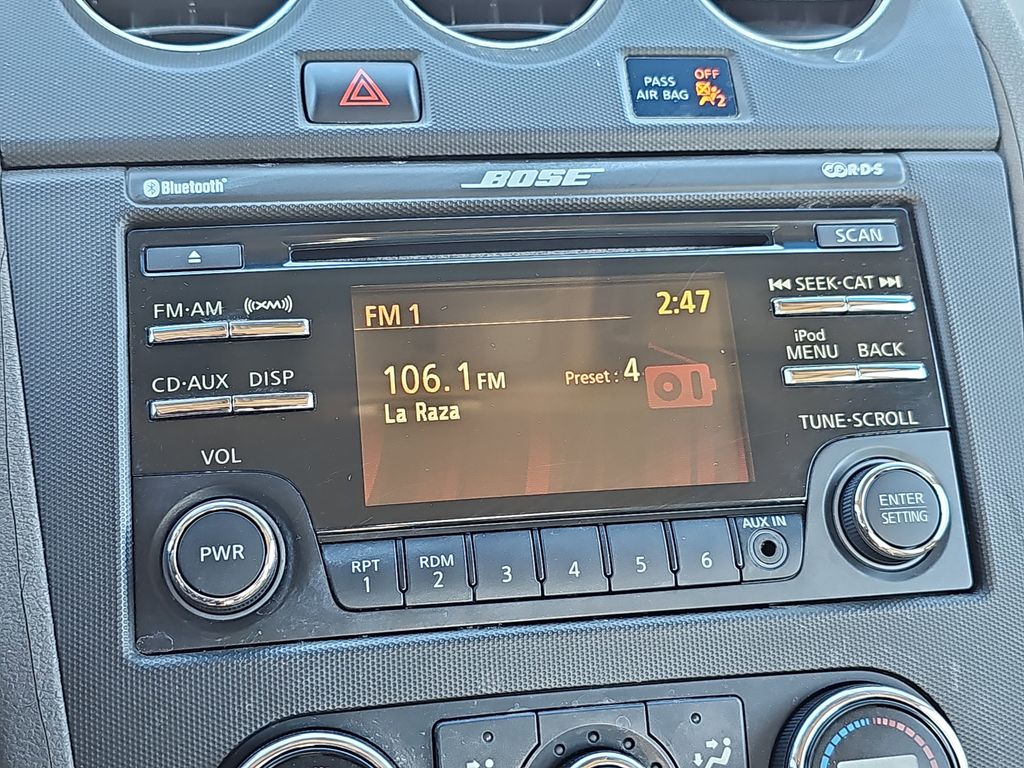 PASS OFF
AIR BAG 2
Bluetooth® BOSE RDS
SCAN
FM·AM ((XM)) SEEK·CAT
FM 1 2:47
iPod
MENU BACK
106.1 FM Preset : 4
CD·AUX DISP
La Raza
TUNE·SCROLL
VOL
ENTER
SETTING
PWR
RPT
1
RDM
2
3
4
5
6
AUX IN